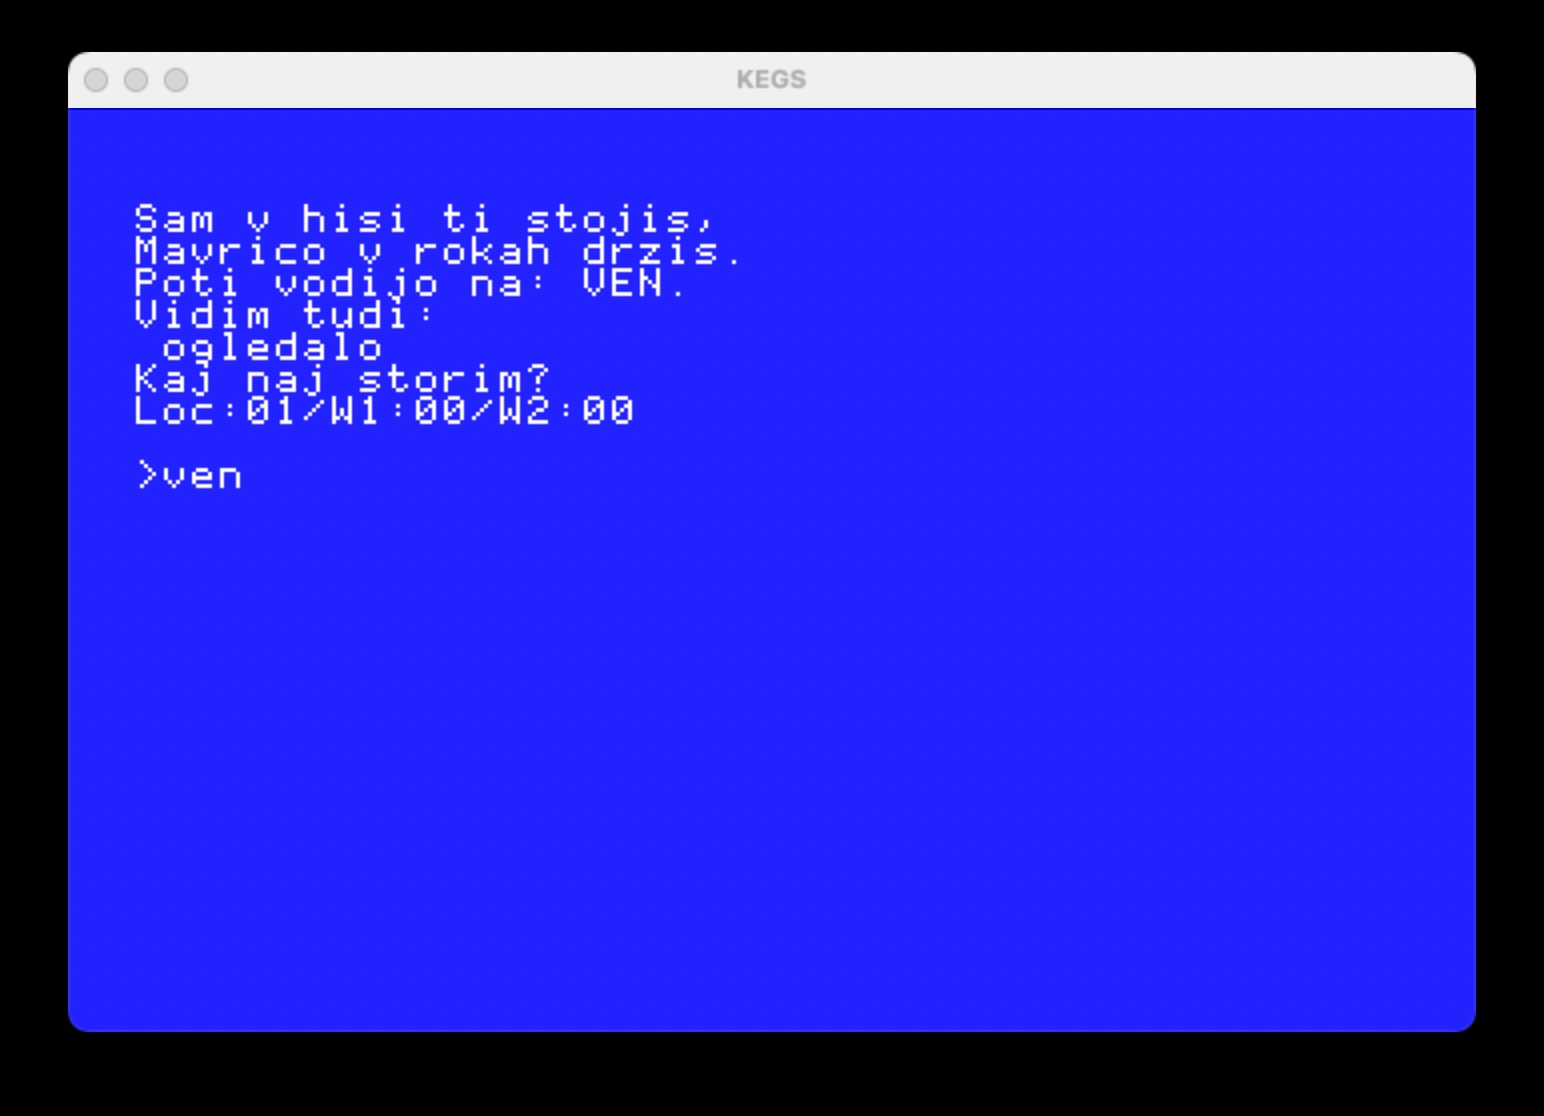 KEGS
Sam v hisi ti stojis,
Mavrico v rokah drzis.
Poti vodijo na: VEN.
Vidim tudi:
ogledalo
Kaj naj storim?
Loc:01/W1:00/W2:00
>ven